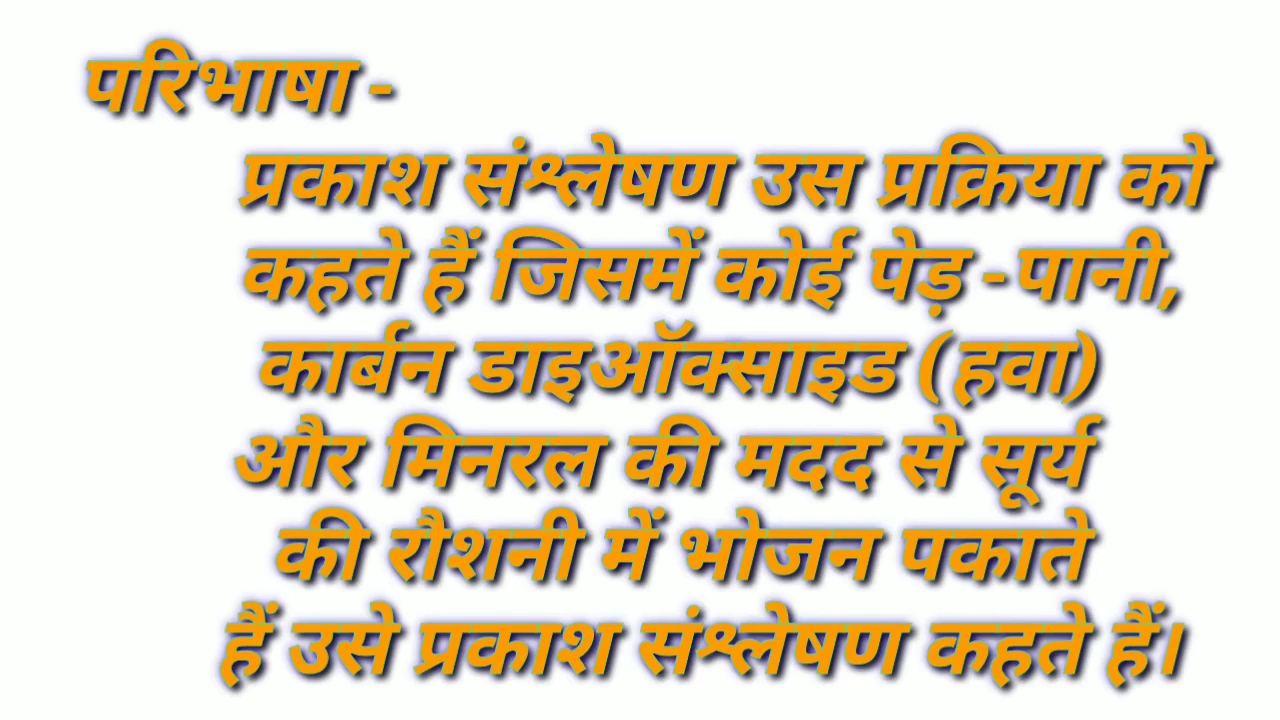 परिभाषा -
प्रकाश संश्लेषण उस प्रक्रिया को
कहते हैं जिसमें कोई पेड़ -पानी,
कार्बन डाइऑक्साइड (हवा)
और मिनरल की मदद से सूर्य
की रौशनी में भोजन पकाते
हैं उसे प्रकाश संश्लेषण कहते हैं।